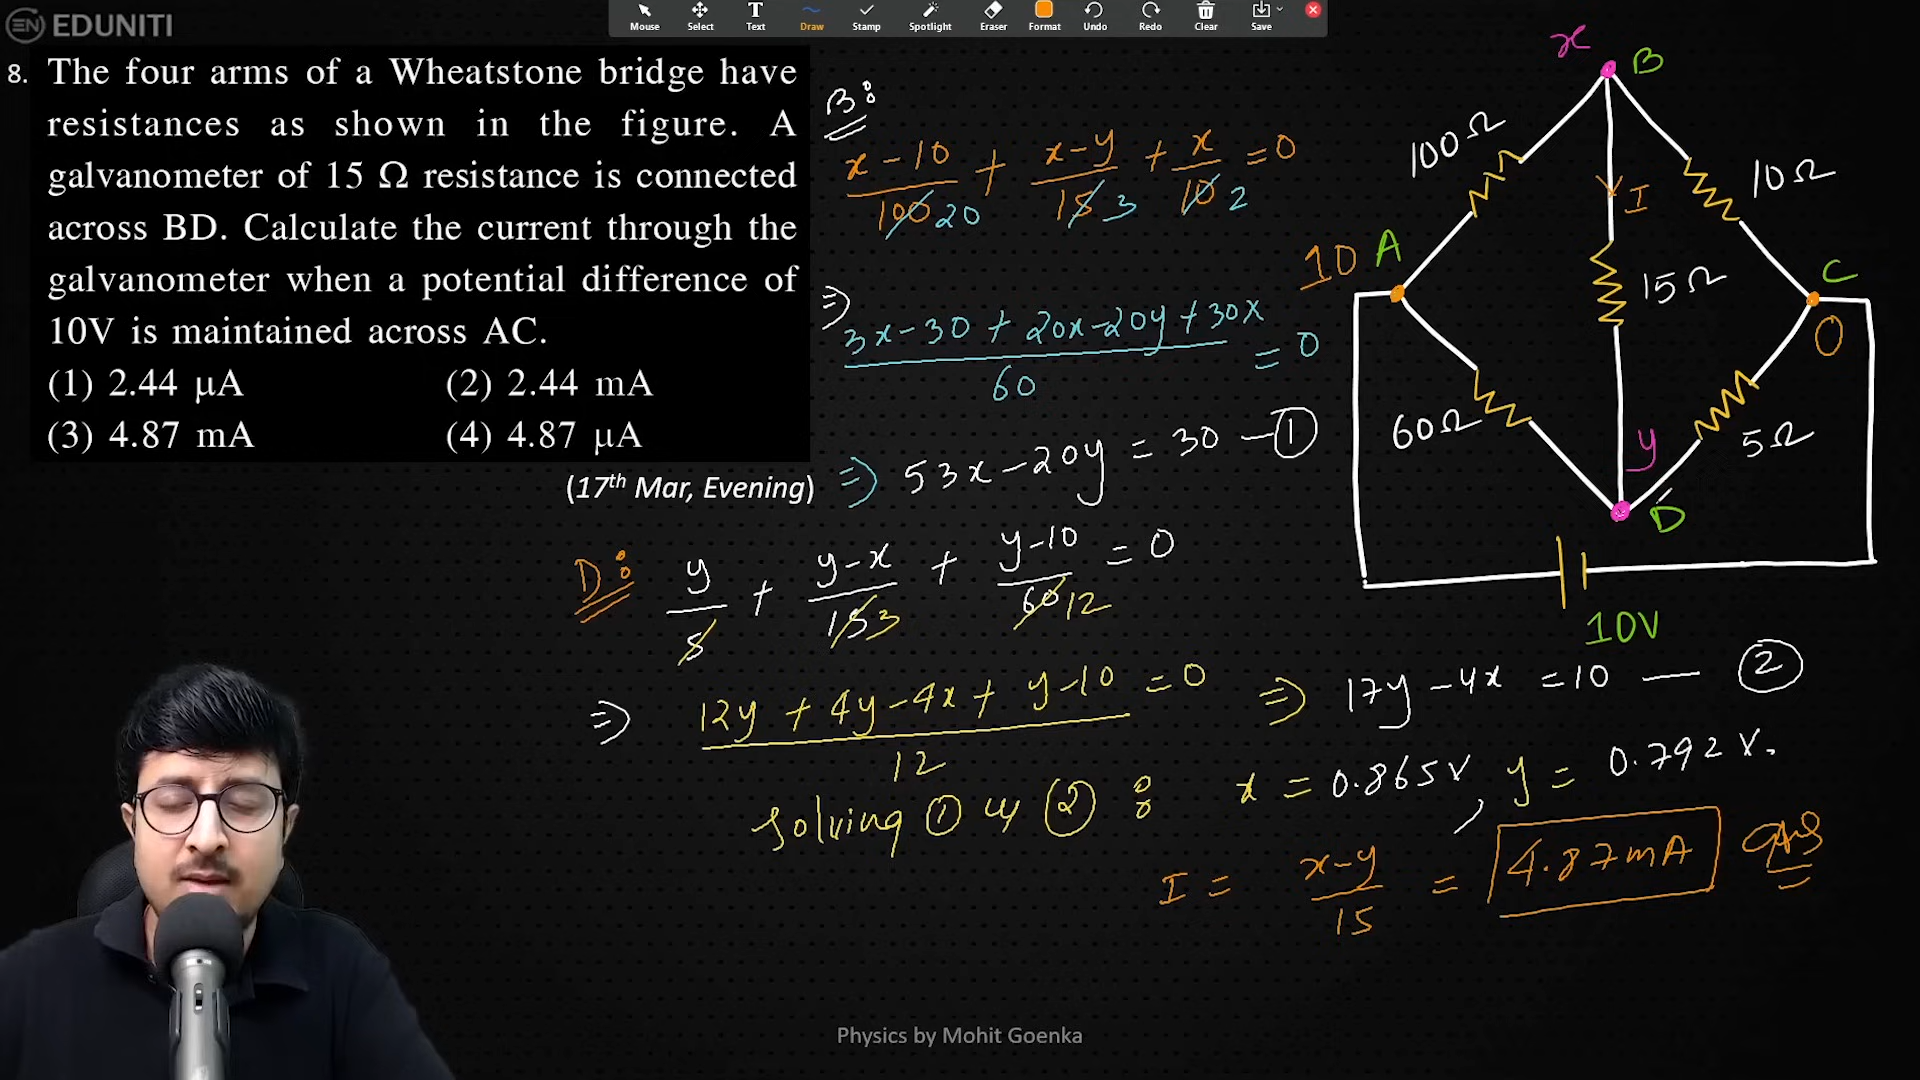 EN EDUNITI
Mouse Select Text Draw Stamp Spotlight Eraser Format Undo Redo Clear Save
8. The four arms of a Wheatstone bridge have
resistances as shown in the figure. A
galvanometer of 15 Ω resistance is connected
across BD. Calculate the current through the
galvanometer when a potential difference of
10V is maintained across AC.
(1) 2.44 μA (2) 2.44 mA
(3) 4.87 mA (4) 4.87 μA
(17th Mar, Evening)
B:
x-10/100 20 + x-y/15 3 + x/10 2 = 0
⇒ 3x-30 + 20x-20y + 30x/60 = 0
⇒ 53x-20y = 30 — ①
D: y/5 + y-x/15 3 + y-10/60 12 = 0
⇒ 12y + 4y-4x + y-10/12 = 0 ⇒ 17y-4x = 10 — ②
Solving ① & ② : x = 0.865V, y = 0.792V.
I = x-y/15 = 4.87mA Ans
x B
100Ω 10Ω
I
10 A 15Ω C
0
60Ω y 5Ω
D
10V
Physics by Mohit Goenka